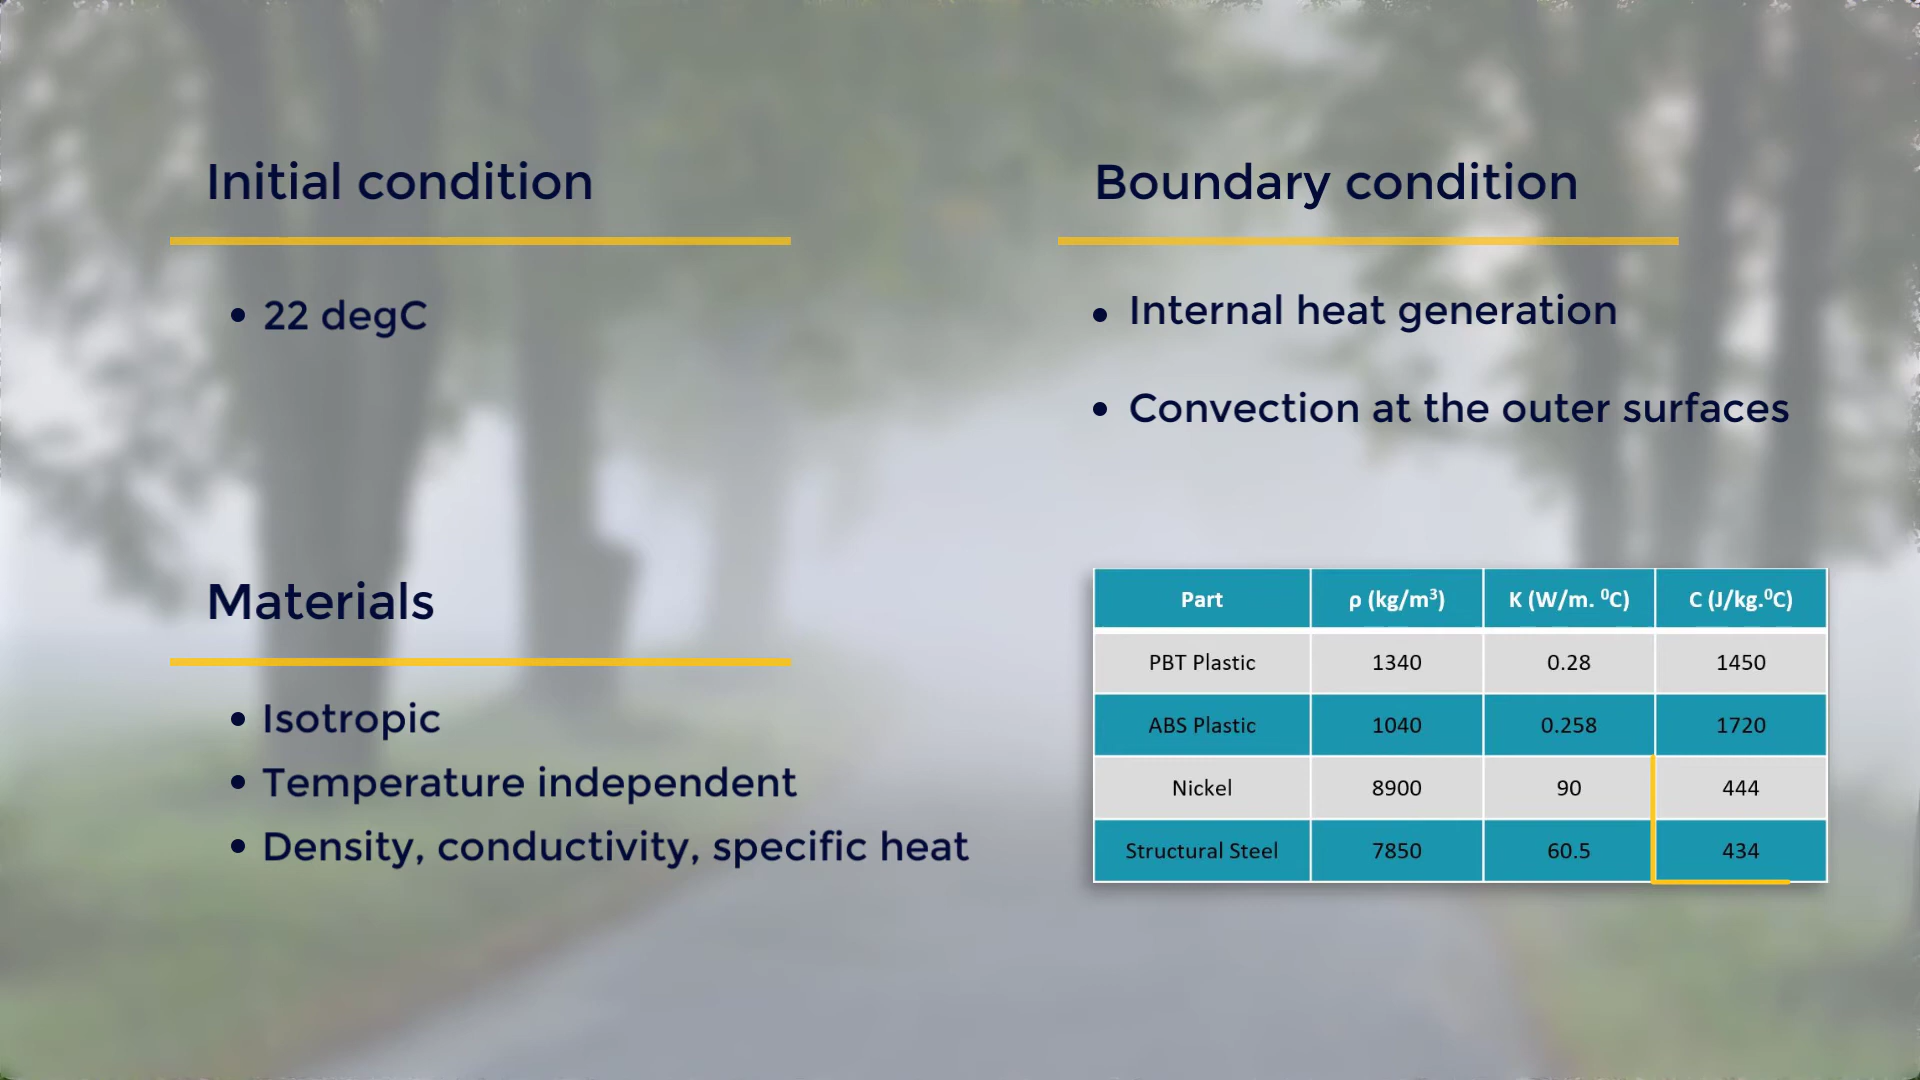 Initial condition
• 22 degC
Boundary condition
• Internal heat generation
• Convection at the outer surfaces
Materials
• Isotropic
• Temperature independent
• Density, conductivity, specific heat
Part ρ (kg/m³) K (W/m. ⁰C) C (J/kg.⁰C)
PBT Plastic 1340 0.28 1450
ABS Plastic 1040 0.258 1720
Nickel 8900 90 444
Structural Steel 7850 60.5 434